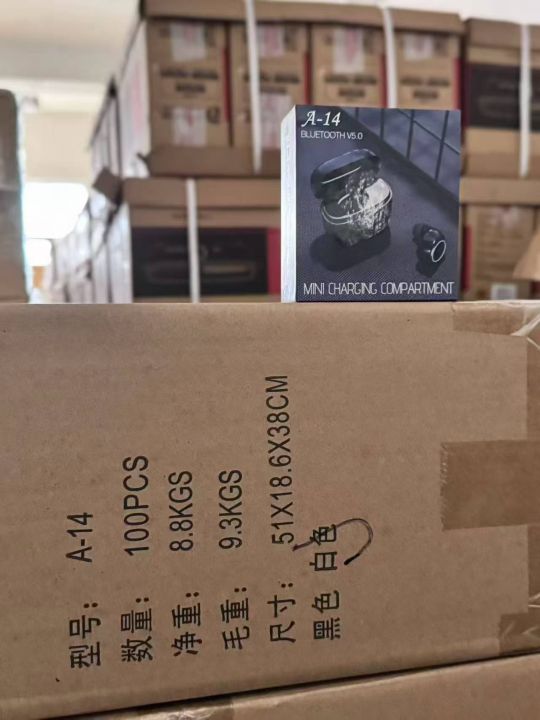 A-14
BLUETOOTH V5.0
MINI CHARGING COMPARTMENT
型号: A-14
数量: 100PCS
净重: 8.8KGS
毛重: 9.3KGS
尺寸: 51X18.6X38CM
黑色 白色